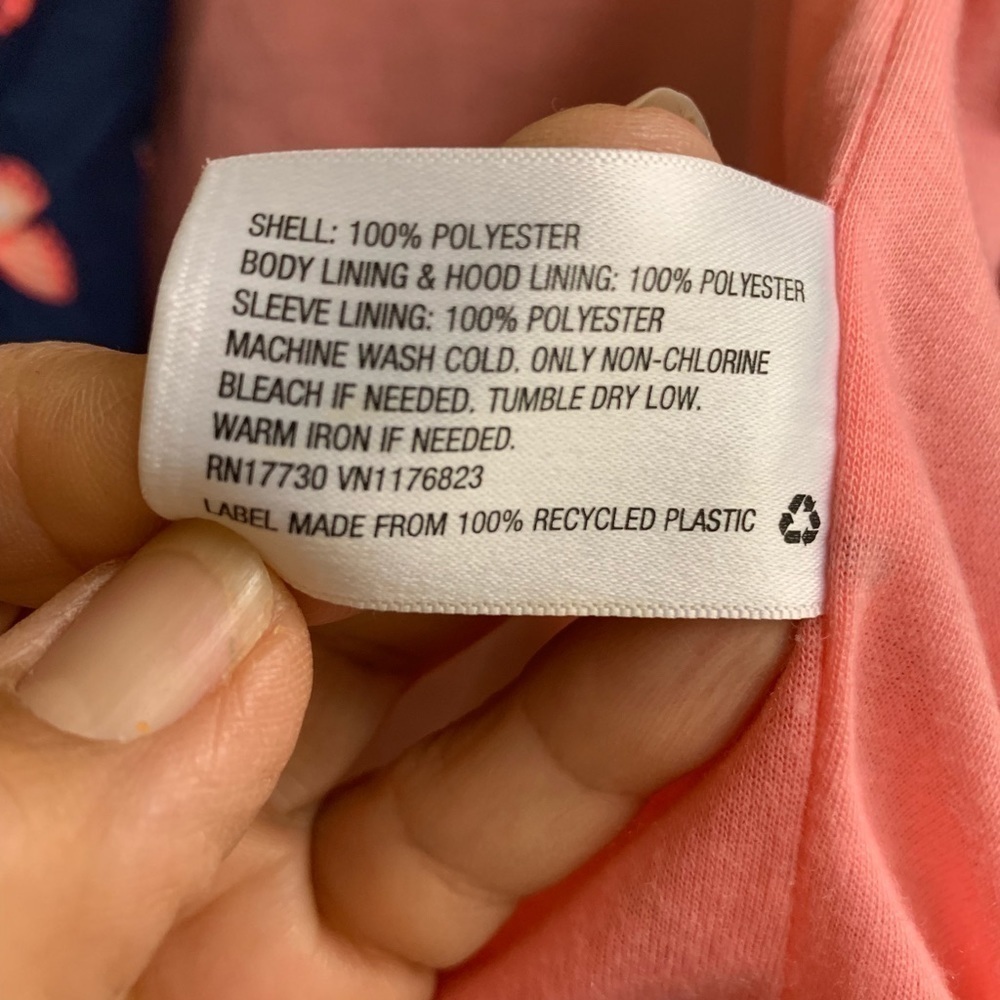 SHELL: 100% POLYESTER
BODY LINING & HOOD LINING: 100% POLYESTER
SLEEVE LINING: 100% POLYESTER
MACHINE WASH COLD. ONLY NON-CHLORINE
BLEACH IF NEEDED. TUMBLE DRY LOW.
WARM IRON IF NEEDED.
RN17730 VN1176823
LABEL MADE FROM 100% RECYCLED PLASTIC